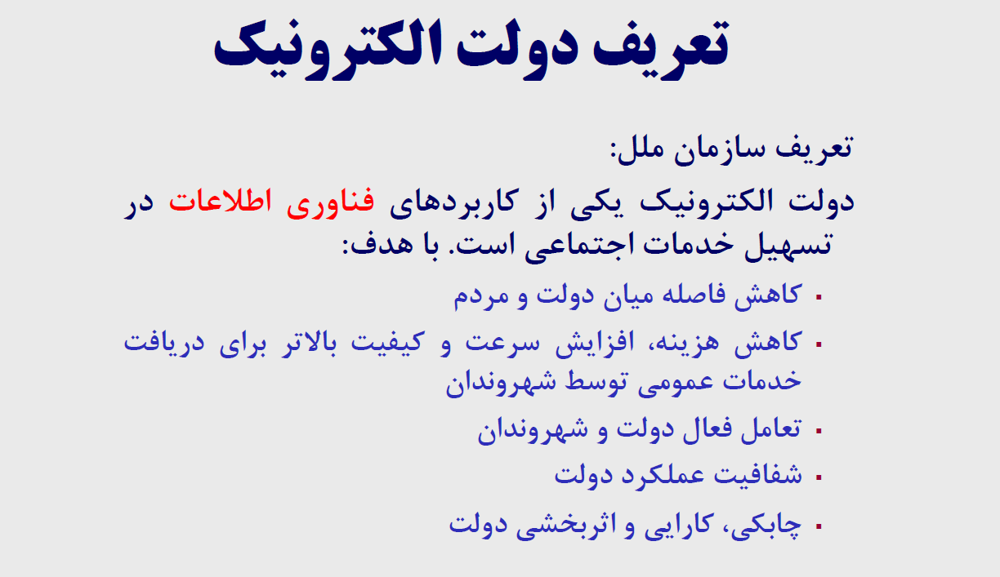 تعریف دولت الکترونیک
تعریف سازمان ملل:
دولت الکترونیک یکی از کاربردهای فناوری اطلاعات در
تسهیل خدمات اجتماعی است. با هدف:
▪ کاهش فاصله میان دولت و مردم
▪ کاهش هزینه، افزایش سرعت و کیفیت بالاتر برای دریافت
خدمات عمومی توسط شهروندان
▪ تعامل فعال دولت و شهروندان
▪ شفافیت عملکرد دولت
▪ چابکی، کارایی و اثربخشی دولت